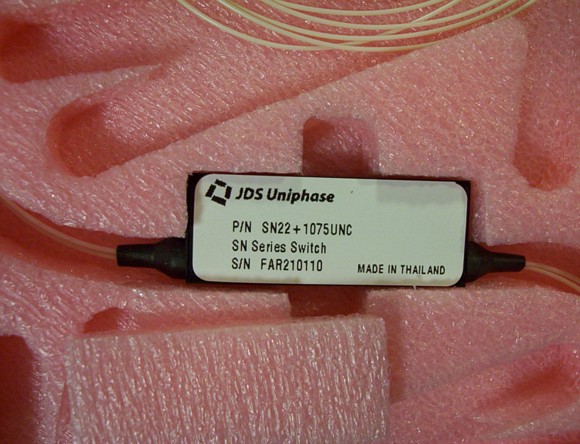 JDS Uniphase
P/N SN22+1075UNC
SN Series Switch
S/N FAR210110
MADE IN THAILAND